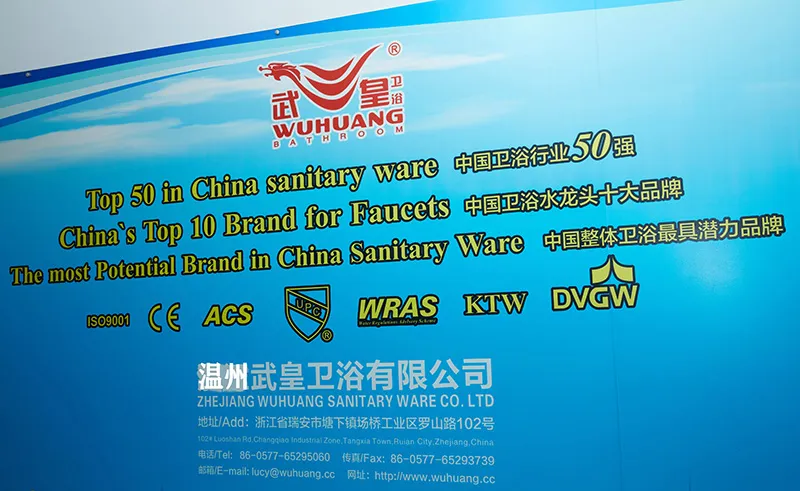 武皇卫浴®
WUHUANG
BATHROOM
Top 50 in China sanitary ware 中国卫浴行业50强
China`s Top 10 Brand for Faucets 中国卫浴水龙头十大品牌
The most Potential Brand in China Sanitary Ware 中国整体卫浴最具潜力品牌
ISO9001 CE ACS UPC® WRAS KTW DVGW
Water Regulations Advisory Scheme
温州武皇卫浴有限公司
ZHEJIANG WUHUANG SANITARY WARE CO. LTD
地址/Add: 浙江省瑞安市塘下镇场桥工业区罗山路102号
102# Luoshan Rd,Changqiao Industrial Zone,Tangxia Town,Ruian City,Zhejiang,China
电话/Tel: 86-0577-65295060 传真/Fax: 86-0577-65293739
邮箱/E-mail: lucy@wuhuang.cc 网址: http://www.wuhuang.cc